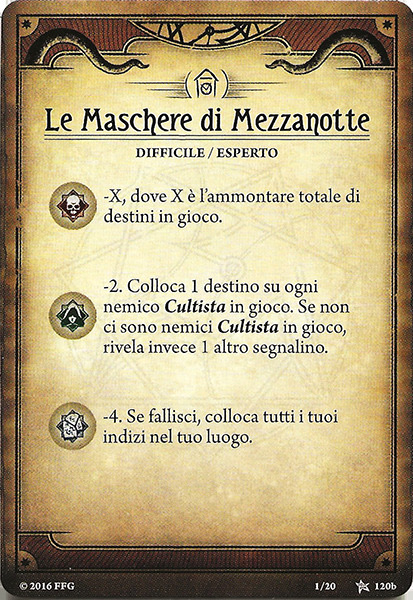 Le Maschere di Mezzanotte
DIFFICILE / ESPERTO
-X, dove X è l'ammontare totale di
destini in gioco.
-2. Colloca 1 destino su ogni
nemico Cultista in gioco. Se non
ci sono nemici Cultista in gioco,
rivela invece 1 altro segnalino.
-4. Se fallisci, colloca tutti i tuoi
indizi nel tuo luogo.
© 2016 FFG 1/20 120b